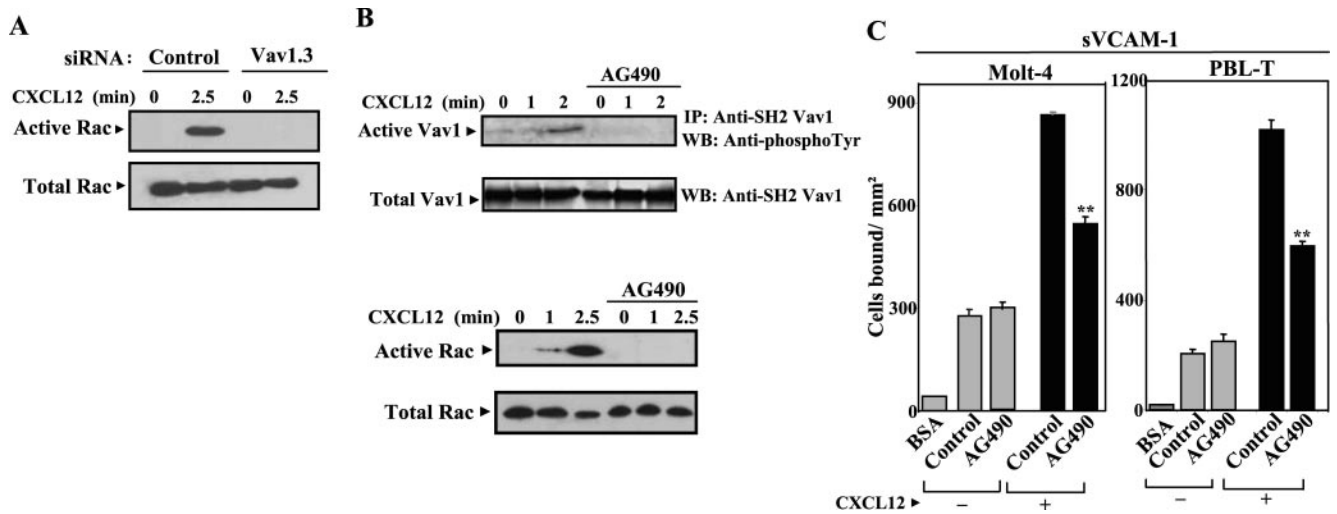 A
siRNA: Control Vav1.3
CXCL12 (min) 0 2.5 0 2.5
Active Rac
Total Rac
B
AG490
CXCL12 (min) 0 1 2 0 1 2
Active Vav1
IP: Anti-SH2 Vav1
WB: Anti-phosphoTyr
Total Vav1
WB: Anti-SH2 Vav1
AG490
CXCL12 (min) 0 1 2.5 0 1 2.5
Active Rac
Total Rac
C
sVCAM-1
Molt-4
PBL-T
Cells bound/ mm²
900
600
300
0
1200
800
400
0
**
**
BSA Control AG490 Control AG490
BSA Control AG490 Control AG490
CXCL12 – + – +